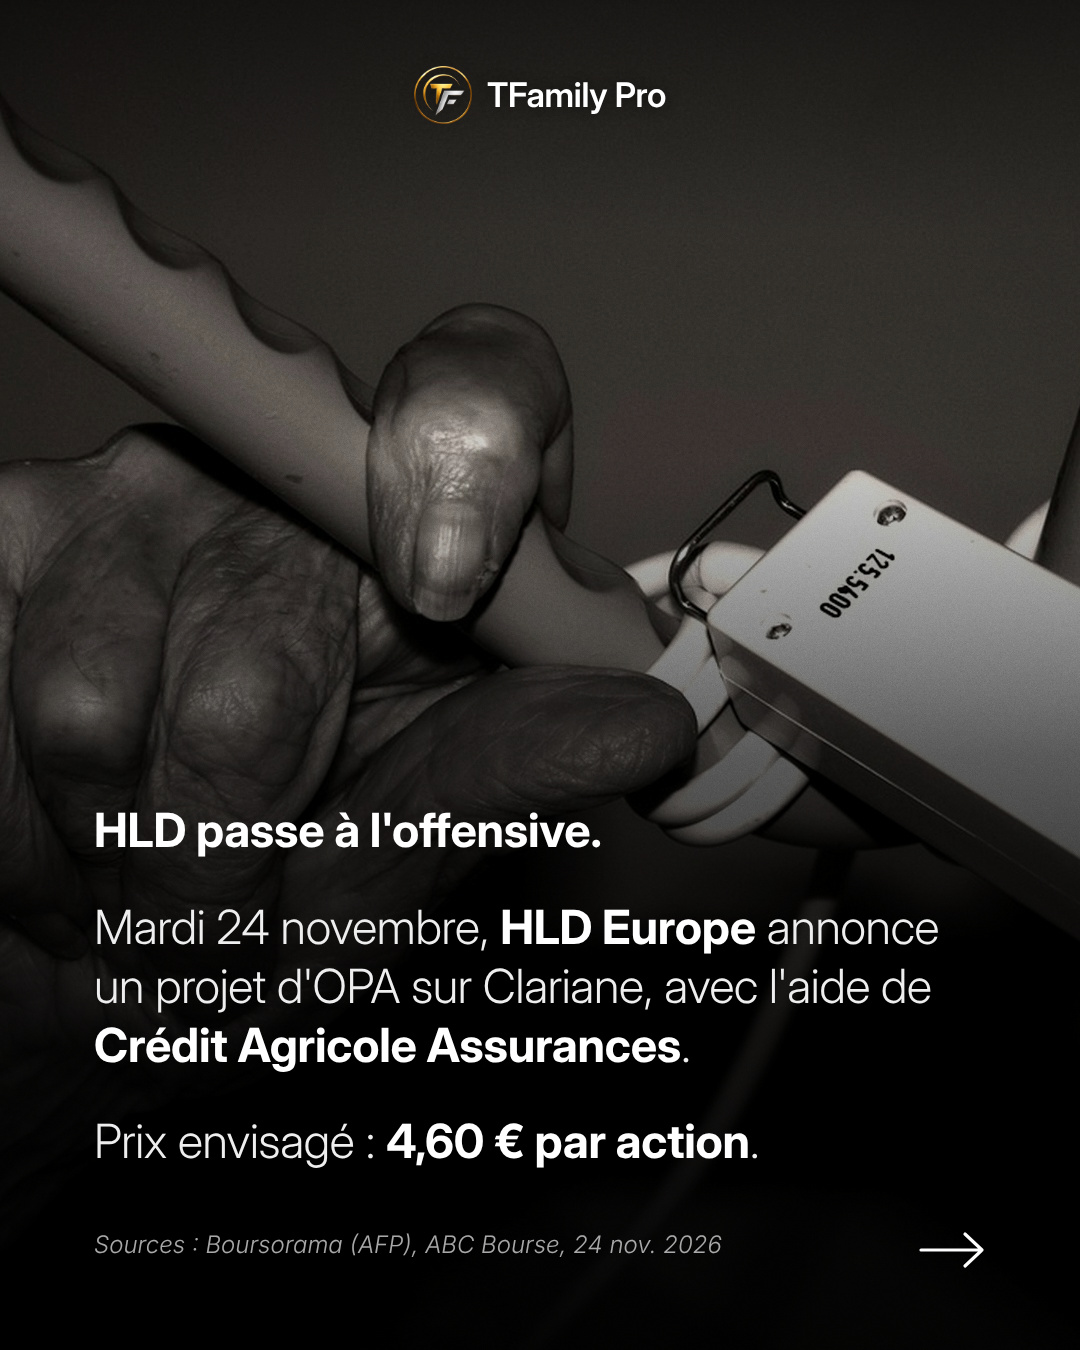 TFamily Pro
125.5400
HLD passe à l'offensive.
Mardi 24 novembre, HLD Europe annonce
un projet d'OPA sur Clariane, avec l'aide de
Crédit Agricole Assurances.
Prix envisagé : 4,60 € par action.
Sources : Boursorama (AFP), ABC Bourse, 24 nov. 2026